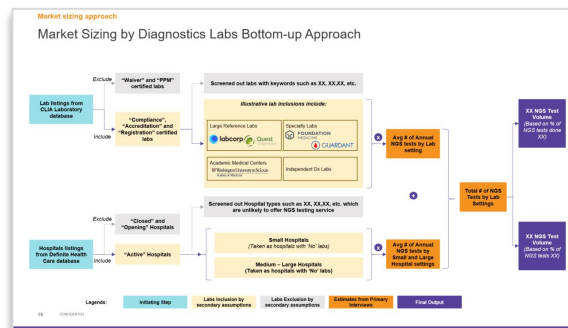 Market sizing approach
Market Sizing by Diagnostics Labs Bottom-up Approach
Exclude
"Waiver" and "PPM"
certified labs
Screened out labs with keywords such as XX, XX,XX, etc.
Lab listings from
CLIA Laboratory
database
Include
"Compliance",
"Accreditation" and
"Registration" certified
labs
Illustrative lab inclusions include:
Large Reference Labs
labcorp
Quest
Diagnostics
Specialty Labs
FOUNDATION
MEDICINE
GUARDANT
Academic Medical Centers
Washington University in St. Louis
Independent Dx Labs
x
Avg # of Annual
NGS tests by Lab
setting
XX NGS Test
Volume
(Based on % of
NGS tests done
XX)
+
Total # of NGS
Tests by Lab
Settings
Exclude
"Closed" and
"Opening" Hospitals
Screened out Hospital types such as XX, XX,XX, etc. which
are unlikely to offer NGS testing service
Hospitals listings
from Definite Health
Care database
Include
"Active" Hospitals
Small Hospitals
(Taken as hospitals with 'No' labs)
Medium – Large Hospitals
(Taken as hospitals with 'No' labs)
x
Avg # of Annual
NGS tests by
Small and Large
Hospital settings
XX NGS Test
Volume
(Based on % of
NGS tests XX)
Legends:
Initiating Step
Labs Inclusion by
secondary assumptions
Labs Exclusion by
secondary assumptions
Estimates from Primary
Interviews
Final Output
CONFIDENTIAL